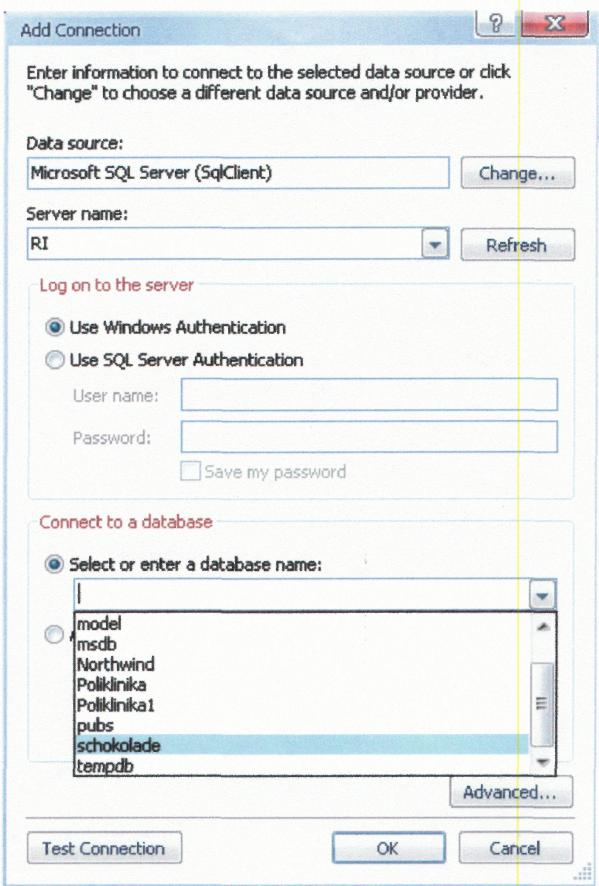 Add Connection
?
Enter information to connect to the selected data source or click
"Change" to choose a different data source and/or provider.
Data source:
Microsoft SQL Server (SqlClient)
Change...
Server name:
RI
Refresh
Log on to the server
Use Windows Authentication
Use SQL Server Authentication
User name:
Password:
Save my password
Connect to a database
Select or enter a database name:
model
msdb
Northwind
Poliklinika
Poliklinika1
pubs
schokolade
tempdb
Advanced...
Test Connection
OK
Cancel